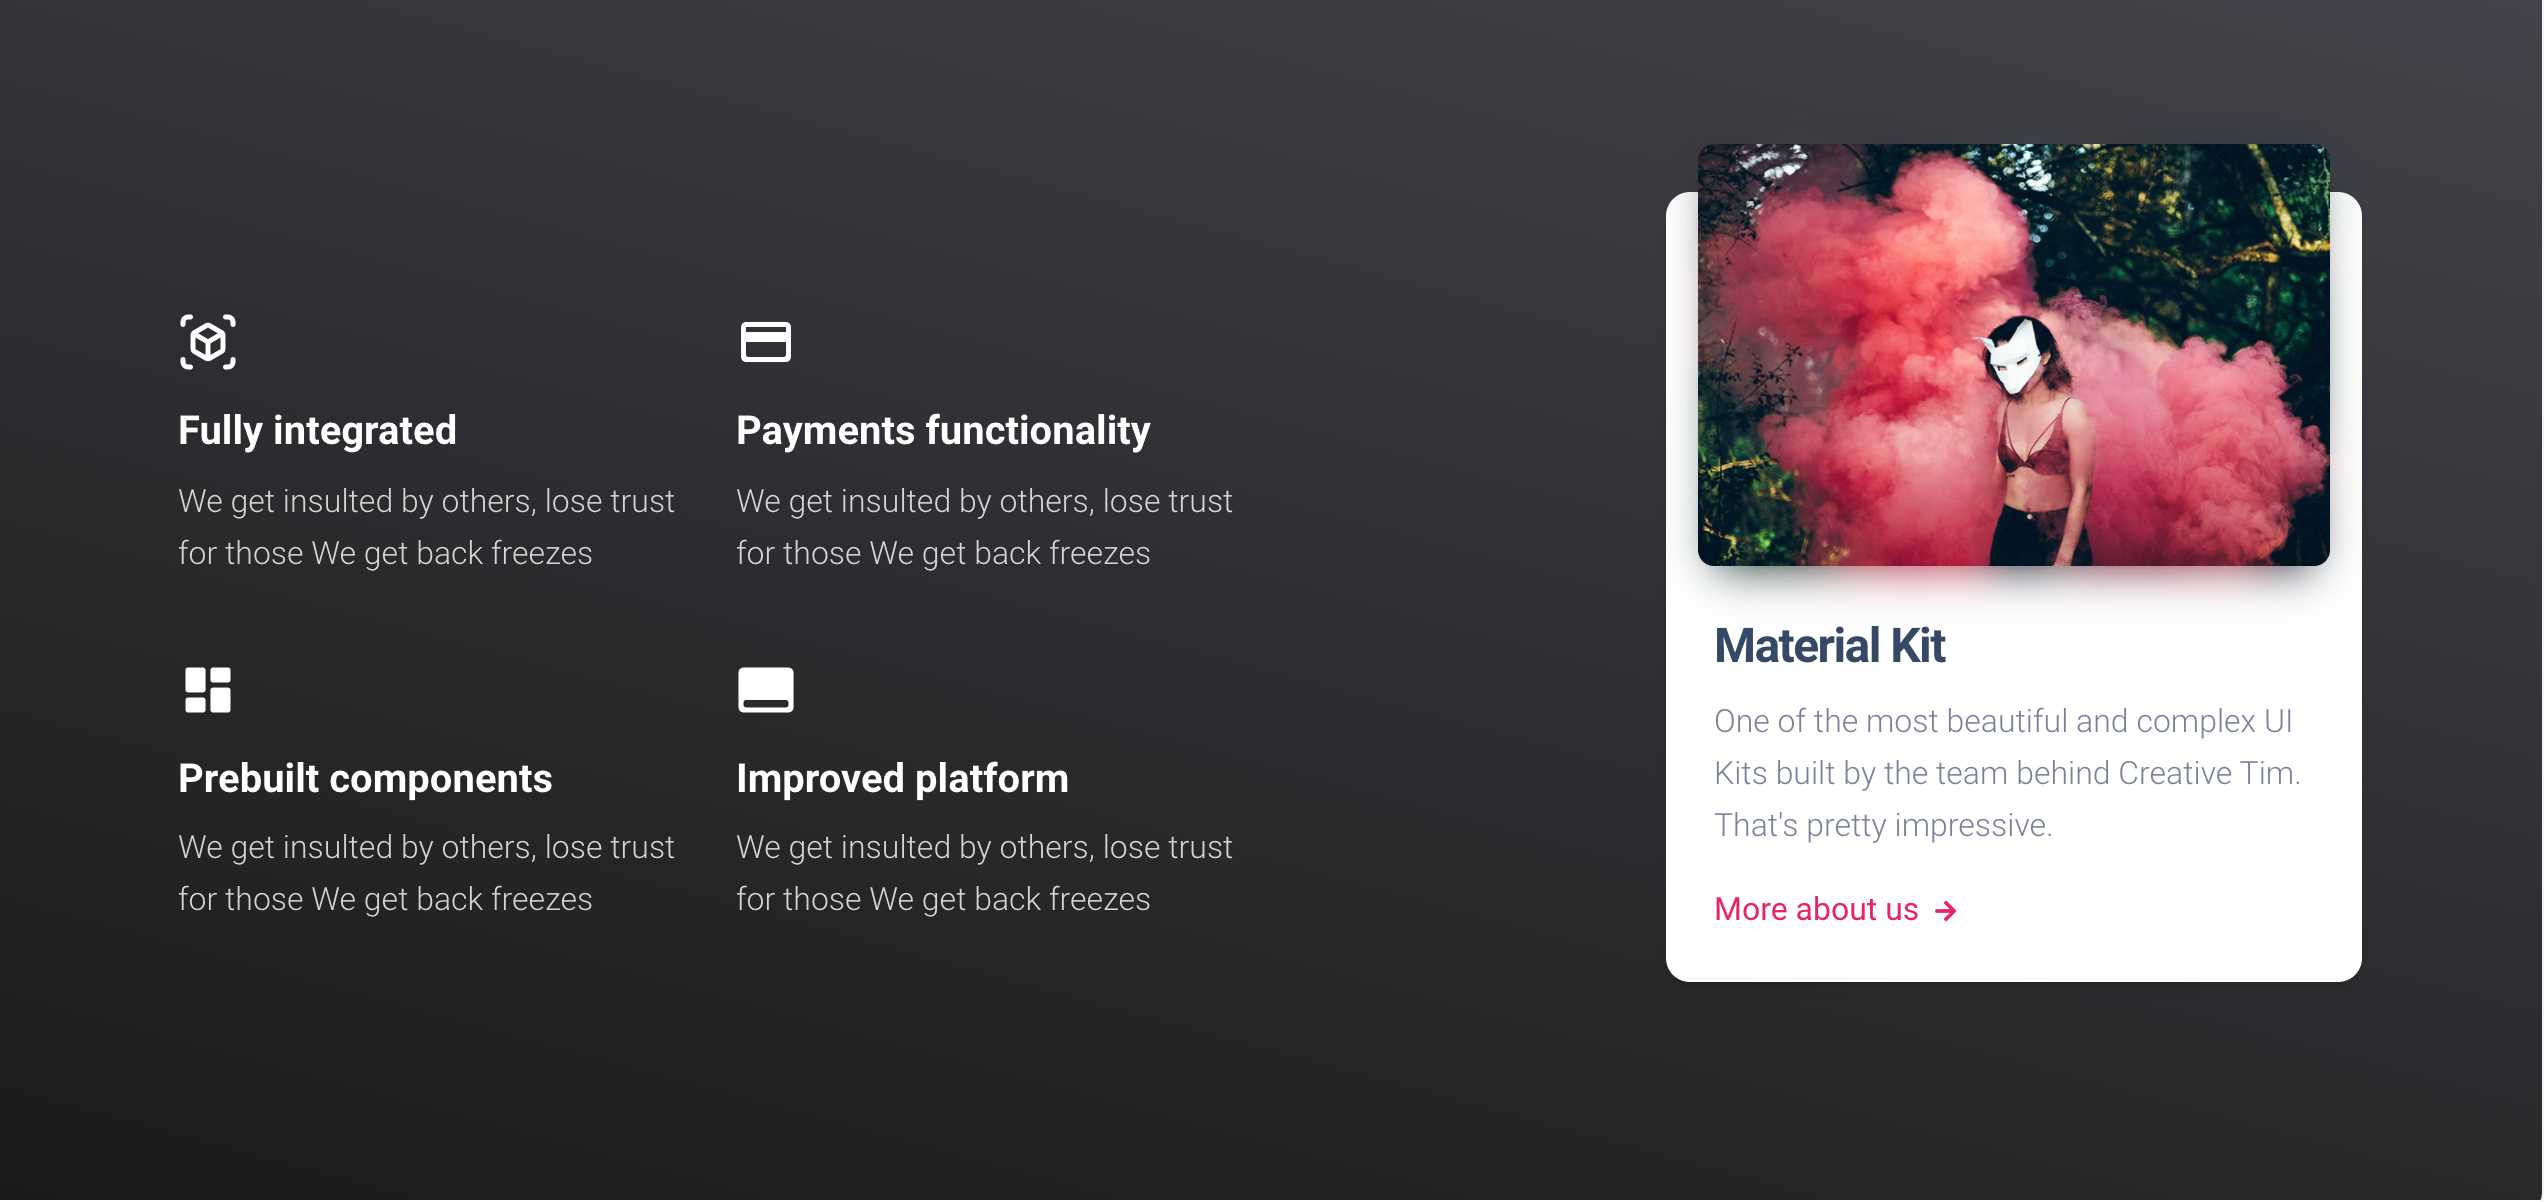 Fully integrated
We get insulted by others, lose trust
for those We get back freezes
Payments functionality
We get insulted by others, lose trust
for those We get back freezes
Prebuilt components
We get insulted by others, lose trust
for those We get back freezes
Improved platform
We get insulted by others, lose trust
for those We get back freezes
Material Kit
One of the most beautiful and complex UI
Kits built by the team behind Creative Tim.
That's pretty impressive.
More about us →